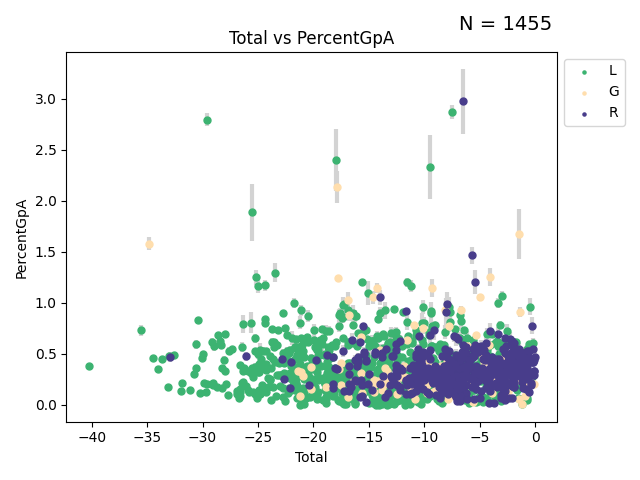 N = 1455
Total vs PercentGpA
L
G
R
PercentGpA
3.0
2.5
2.0
1.5
1.0
0.5
0.0
−40 −35 −30 −25 −20 −15 −10 −5 0
Total